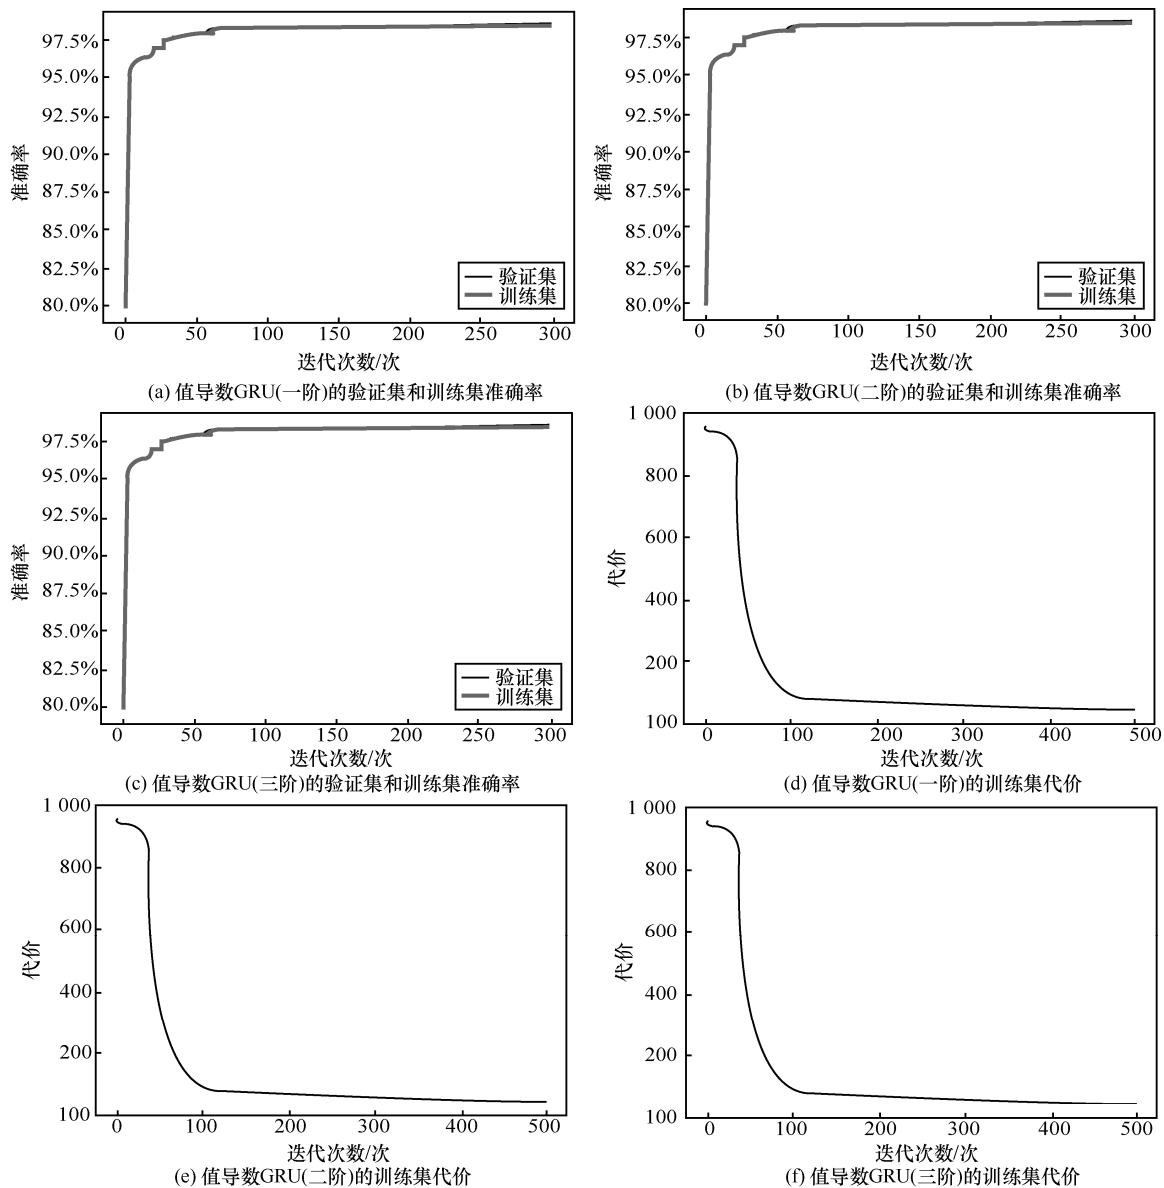 97.5%
95.0%
92.5%
90.0%
87.5%
85.0%
82.5%
80.0%
准确率
验证集
训练集
0 50 100 150 200 250 300
迭代次数/次
(a) 值导数GRU(一阶)的验证集和训练集准确率
97.5%
95.0%
92.5%
90.0%
87.5%
85.0%
82.5%
80.0%
准确率
验证集
训练集
0 50 100 150 200 250 300
迭代次数/次
(b) 值导数GRU(二阶)的验证集和训练集准确率
97.5%
95.0%
92.5%
90.0%
87.5%
85.0%
82.5%
80.0%
准确率
验证集
训练集
0 50 100 150 200 250 300
迭代次数/次
(c) 值导数GRU(三阶)的验证集和训练集准确率
1 000
800
600
400
200
100
代价
0 100 200 300 400 500
迭代次数/次
(d) 值导数GRU(一阶)的训练集代价
1 000
800
600
400
200
100
代价
0 100 200 300 400 500
迭代次数/次
(e) 值导数GRU(二阶)的训练集代价
1 000
800
600
400
200
100
代价
0 100 200 300 400 500
迭代次数/次
(f) 值导数GRU(三阶)的训练集代价